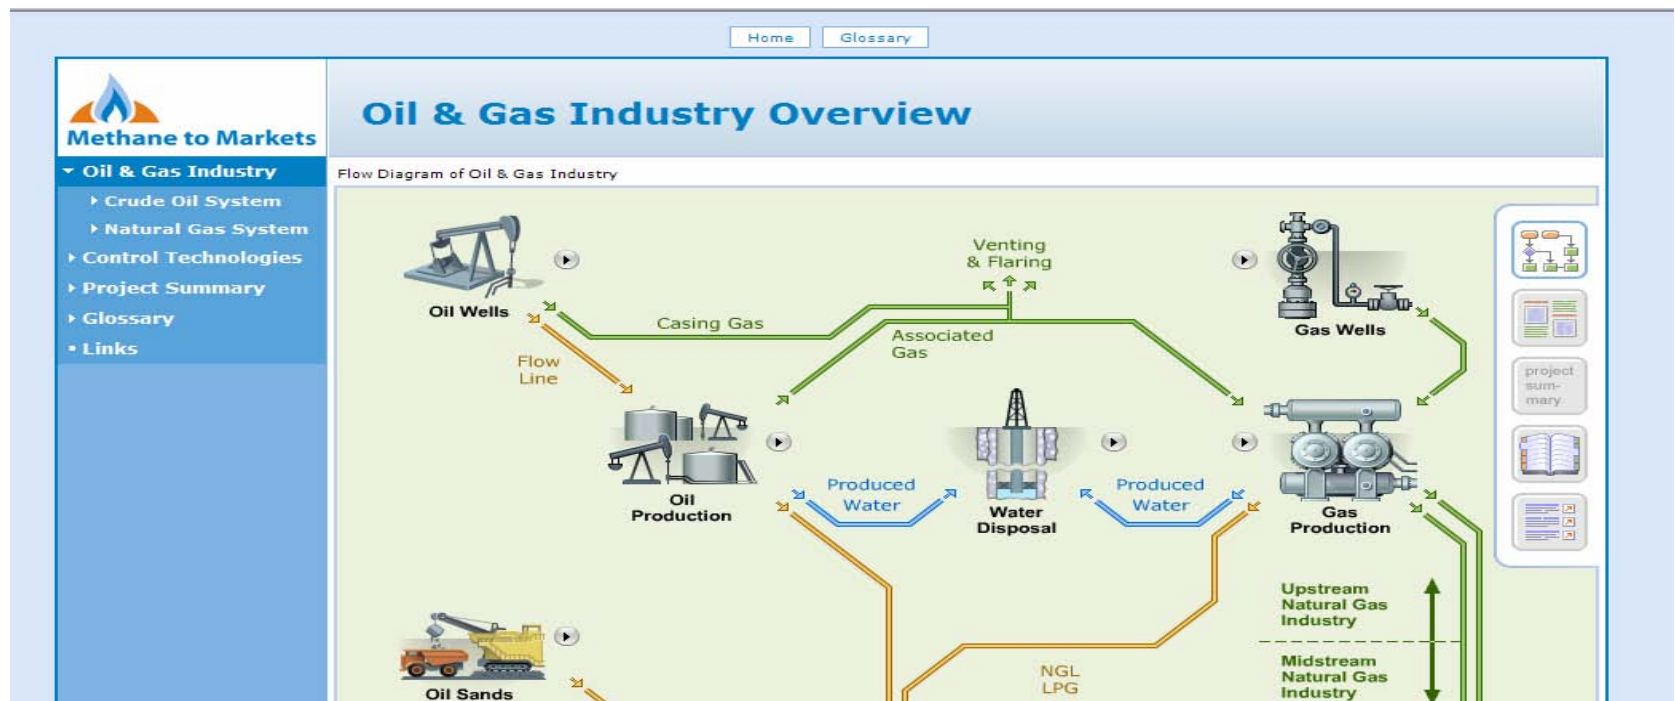 Home Glossary
Methane to Markets
Oil & Gas Industry Overview
Oil & Gas Industry
Crude Oil System
Natural Gas System
Control Technologies
Project Summary
Glossary
Links
Flow Diagram of Oil & Gas Industry
Oil Wells
Venting
& Flaring
Gas Wells
Casing Gas
Associated
Gas
Flow
Line
project
sum-
mary
Oil
Production
Produced
Water
Water
Disposal
Produced
Water
Gas
Production
Upstream
Natural Gas
Industry
Midstream
Natural Gas
Industry
NGL
LPG
Oil Sands